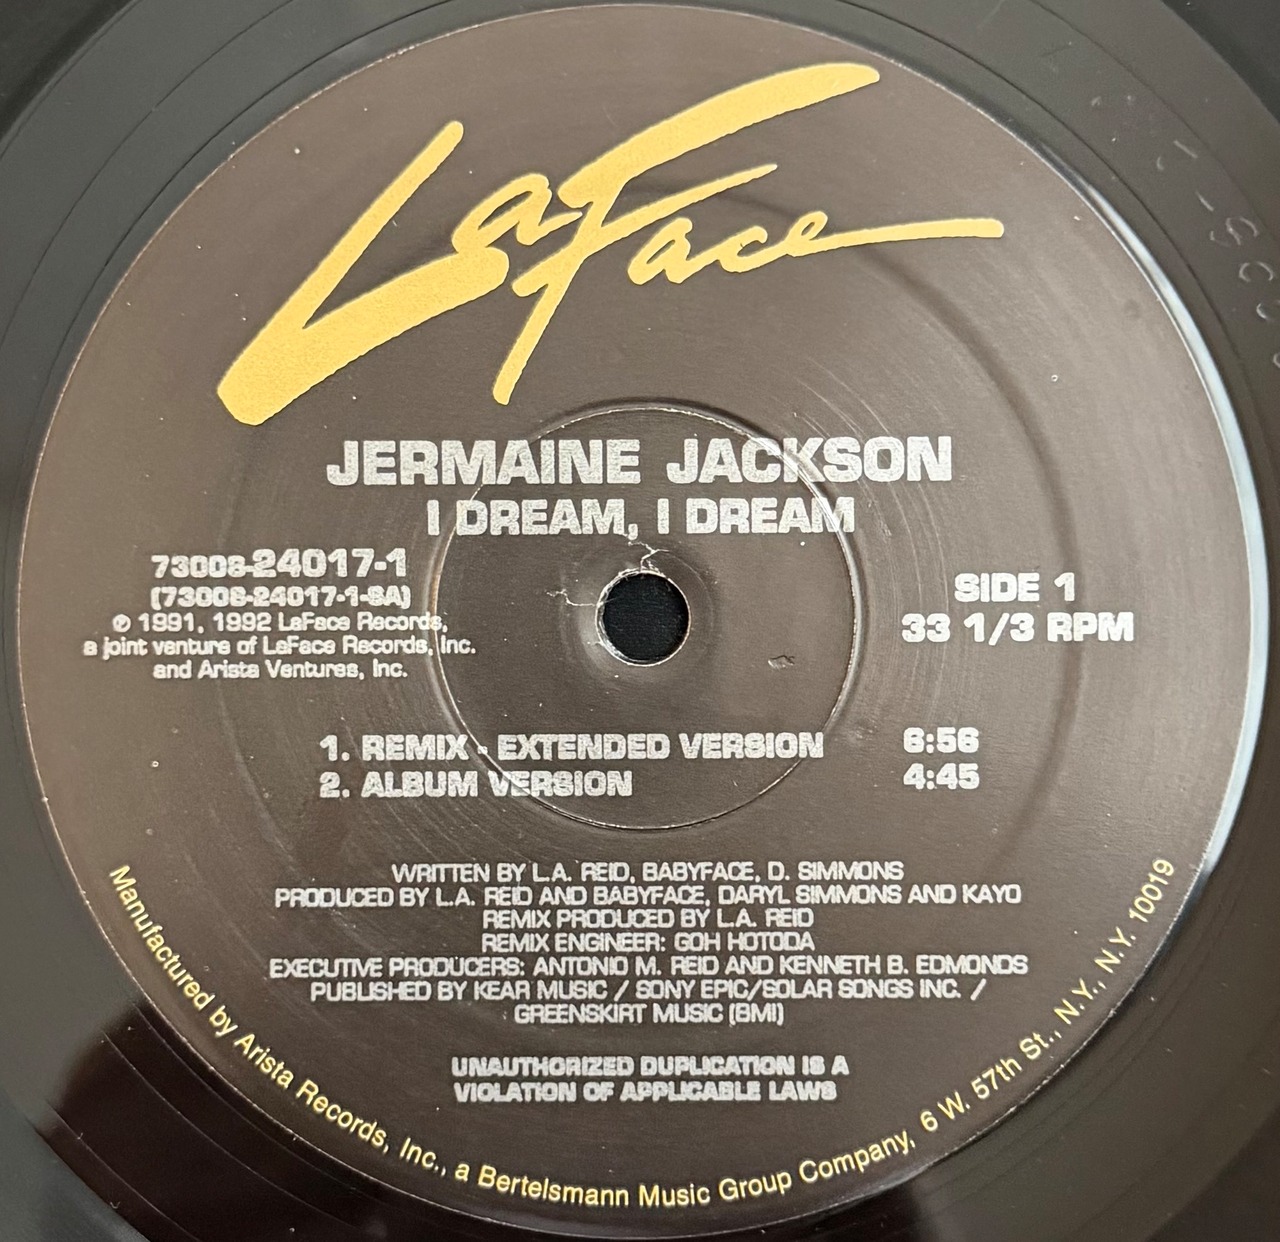 LaFace
JERMAINE JACKSON
I DREAM, I DREAM
73008-24017-1
(73008-24017-1-SA)
℗ 1991, 1992 LaFace Records,
a joint venture of LaFace Records, Inc.
and Arista Ventures, Inc.
SIDE 1
33 1/3 RPM
1. REMIX - EXTENDED VERSION 6:56
2. ALBUM VERSION 4:45
WRITTEN BY L.A. REID, BABYFACE, D. SIMMONS
PRODUCED BY L.A. REID AND BABYFACE, DARYL SIMMONS AND KAYO
REMIX PRODUCED BY L.A. REID
REMIX ENGINEER: GOH HOTODA
EXECUTIVE PRODUCERS: ANTONIO M. REID AND KENNETH B. EDMONDS
PUBLISHED BY KEAR MUSIC / SONY EPIC/SOLAR SONGS INC. /
GREENSKIRT MUSIC (BMI)
UNAUTHORIZED DUPLICATION IS A
VIOLATION OF APPLICABLE LAWS
Manufactured by Arista Records, Inc., a Bertelsmann Music Group Company, 6 W. 57th St., N.Y., N.Y. 10019